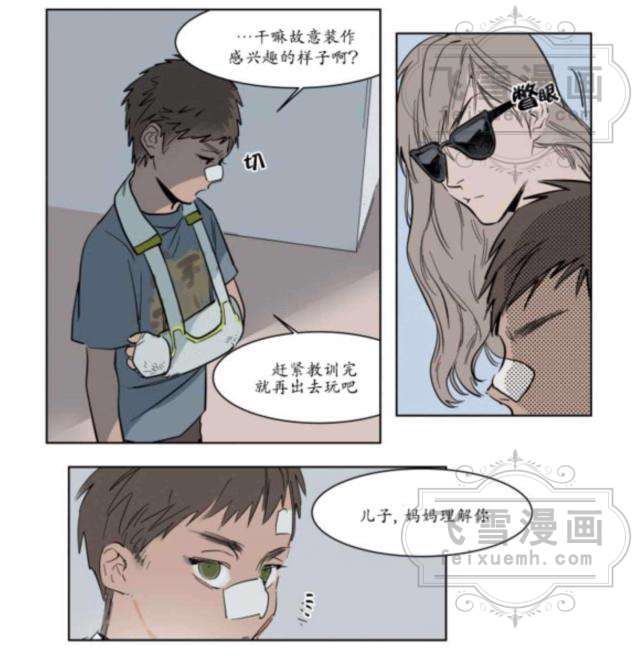 …干嘛故意装作
感兴趣的样子啊?
切
飞雪漫画
瞥眼
赶紧教训完
就再出去玩吧
儿子,妈妈理解你
飞雪漫画
feixuemh.com